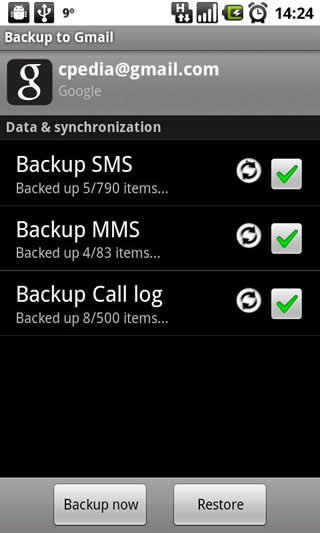 9° H 14:24
Backup to Gmail
g cpedia@gmail.com
Google
Data & synchronization
Backup SMS
Backed up 5/790 items...
Backup MMS
Backed up 4/83 items...
Backup Call log
Backed up 8/500 items...
Backup now Restore